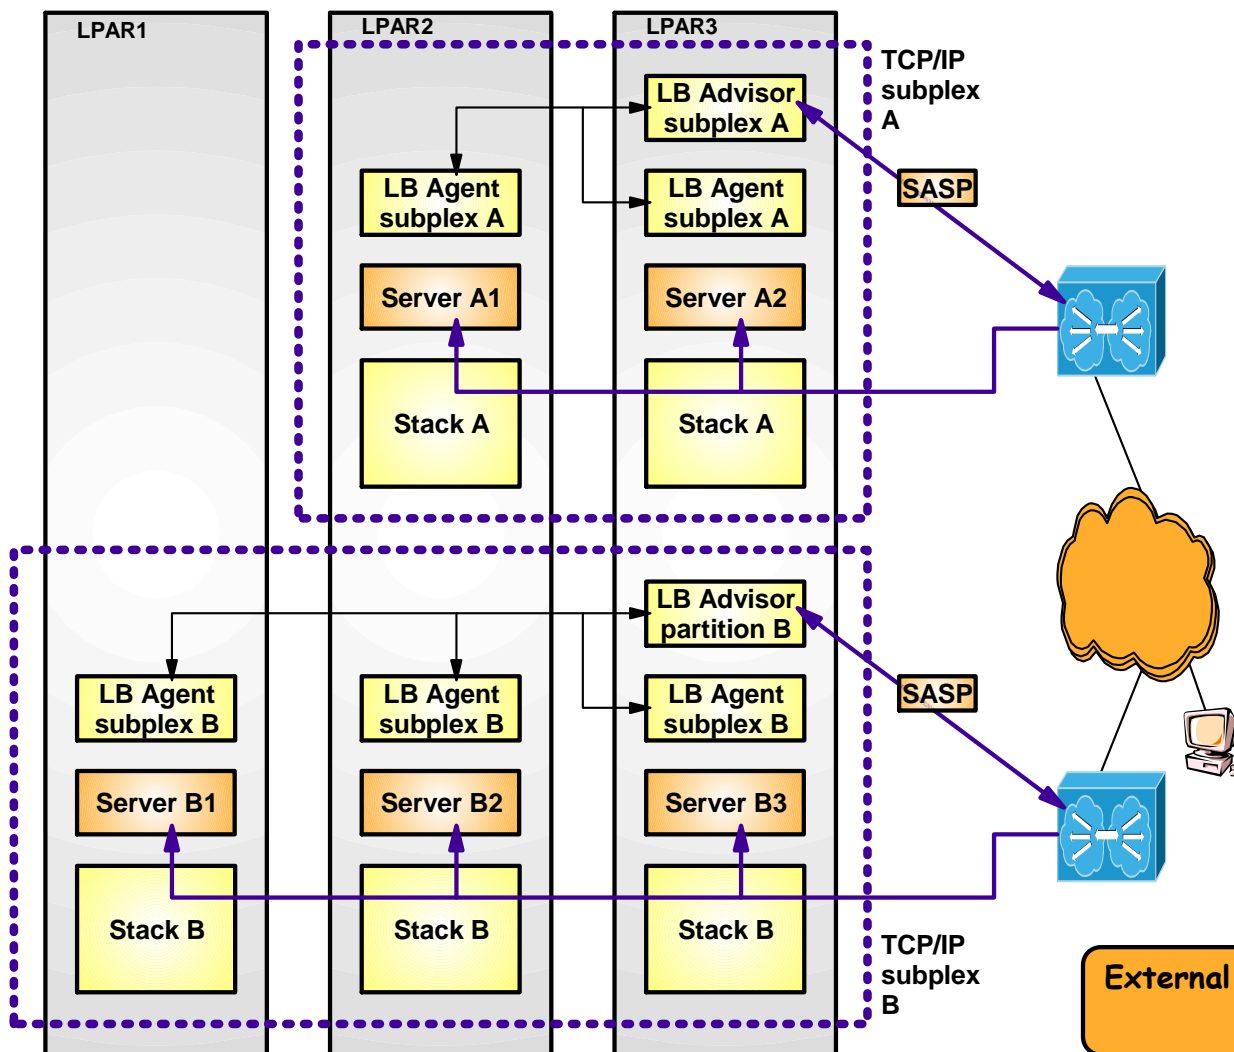 LPAR1
LPAR2
LPAR3
TCP/IP
subplex
A
LB Advisor
subplex A
LB Agent
subplex A
LB Agent
subplex A
SASP
Server A1
Server A2
Stack A
Stack A
LB Advisor
partition B
LB Agent
subplex B
LB Agent
subplex B
LB Agent
subplex B
SASP
Server B1
Server B2
Server B3
Stack B
Stack B
Stack B
TCP/IP
subplex
B
External